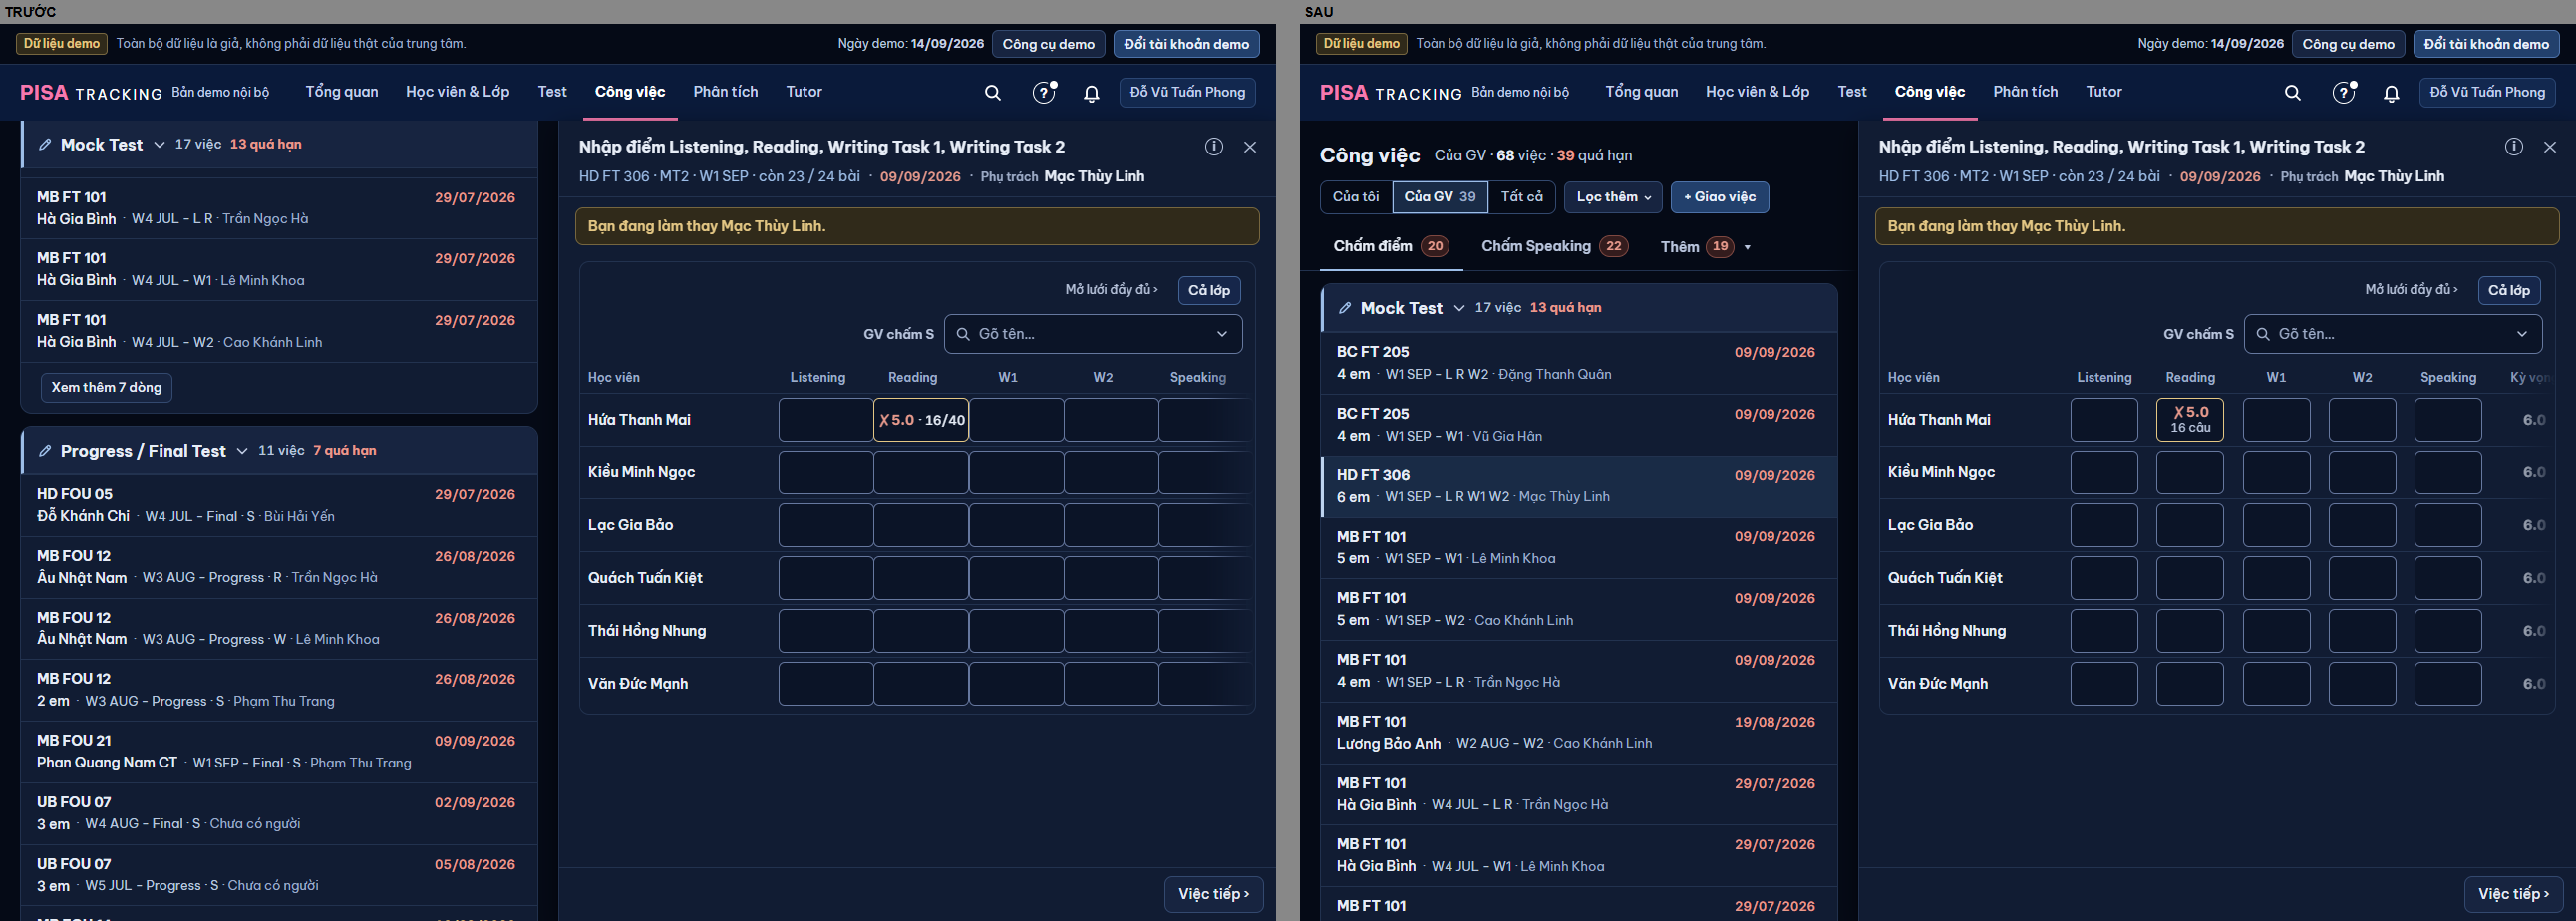 TRƯỚC
Dữ liệu demo Toàn bộ dữ liệu là giả, không phải dữ liệu thật của trung tâm. Ngày demo: 14/09/2026 Công cụ demo Đổi tài khoản demo
PISA TRACKING Bản demo nội bộ Tổng quan Học viên & Lớp Test Công việc Phân tích Tutor ? Đỗ Vũ Tuấn Phong
Mock Test 17 việc 13 quá hạn
MB FT 101 29/07/2026
Hà Gia Bình · W4 JUL - L R · Trần Ngọc Hà
MB FT 101 29/07/2026
Hà Gia Bình · W4 JUL - W1 · Lê Minh Khoa
MB FT 101 29/07/2026
Hà Gia Bình · W4 JUL - W2 · Cao Khánh Linh
Xem thêm 7 dòng
Progress / Final Test 11 việc 7 quá hạn
HD FOU 05 29/07/2026
Đỗ Khánh Chi · W4 JUL - Final · S · Bùi Hải Yến
MB FOU 12 26/08/2026
Âu Nhật Nam · W3 AUG - Progress · R · Trần Ngọc Hà
MB FOU 12 26/08/2026
Âu Nhật Nam · W3 AUG - Progress · W · Lê Minh Khoa
MB FOU 12 26/08/2026
2 em · W3 AUG - Progress · S · Phạm Thu Trang
MB FOU 21 09/09/2026
Phan Quang Nam CT · W1 SEP - Final · S · Phạm Thu Trang
UB FOU 07 02/09/2026
3 em · W4 AUG - Final · S · Chưa có người
UB FOU 07 05/08/2026
3 em · W5 JUL - Progress · S · Chưa có người
Nhập điểm Listening, Reading, Writing Task 1, Writing Task 2
HD FT 306 · MT2 · W1 SEP · còn 23 / 24 bài · 09/09/2026 · Phụ trách Mạc Thùy Linh
Bạn đang làm thay Mạc Thùy Linh.
Mở lưới đầy đủ › Cả lớp
GV chấm S Gõ tên...
Học viên Listening Reading W1 W2 Speaking
Hứa Thanh Mai ✗ 5.0 · 16/40
Kiều Minh Ngọc
Lạc Gia Bảo
Quách Tuấn Kiệt
Thái Hồng Nhung
Văn Đức Mạnh
Việc tiếp ›
SAU
Dữ liệu demo Toàn bộ dữ liệu là giả, không phải dữ liệu thật của trung tâm. Ngày demo: 14/09/2026 Công cụ demo Đổi tài khoản demo
PISA TRACKING Bản demo nội bộ Tổng quan Học viên & Lớp Test Công việc Phân tích Tutor ? Đỗ Vũ Tuấn Phong
Công việc Của GV · 68 việc · 39 quá hạn
Của tôi Của GV 39 Tất cả Lọc thêm + Giao việc
Chấm điểm 20 Chấm Speaking 22 Thêm 19
Mock Test 17 việc 13 quá hạn
BC FT 205 09/09/2026
4 em · W1 SEP - L R W2 · Đặng Thanh Quân
BC FT 205 09/09/2026
4 em · W1 SEP - W1 · Vũ Gia Hân
HD FT 306 09/09/2026
6 em · W1 SEP - L R W1 W2 · Mạc Thùy Linh
MB FT 101 09/09/2026
5 em · W1 SEP - W1 · Lê Minh Khoa
MB FT 101 09/09/2026
5 em · W1 SEP - W2 · Cao Khánh Linh
MB FT 101 09/09/2026
4 em · W1 SEP - L R · Trần Ngọc Hà
MB FT 101 19/08/2026
Lương Bảo Anh · W2 AUG - W2 · Cao Khánh Linh
MB FT 101 29/07/2026
Hà Gia Bình · W4 JUL - L R · Trần Ngọc Hà
MB FT 101 29/07/2026
Hà Gia Bình · W4 JUL - W1 · Lê Minh Khoa
MB FT 101 29/07/2026
Nhập điểm Listening, Reading, Writing Task 1, Writing Task 2
HD FT 306 · MT2 · W1 SEP · còn 23 / 24 bài · 09/09/2026 · Phụ trách Mạc Thùy Linh
Bạn đang làm thay Mạc Thùy Linh.
Mở lưới đầy đủ › Cả lớp
GV chấm S Gõ tên...
Học viên Listening Reading W1 W2 Speaking Kỳ
Hứa Thanh Mai ✗ 5.0 6.0
16 câu
Kiều Minh Ngọc 6.0
Lạc Gia Bảo 6.0
Quách Tuấn Kiệt 6.0
Thái Hồng Nhung 6.0
Văn Đức Mạnh 6.0
Việc tiếp ›